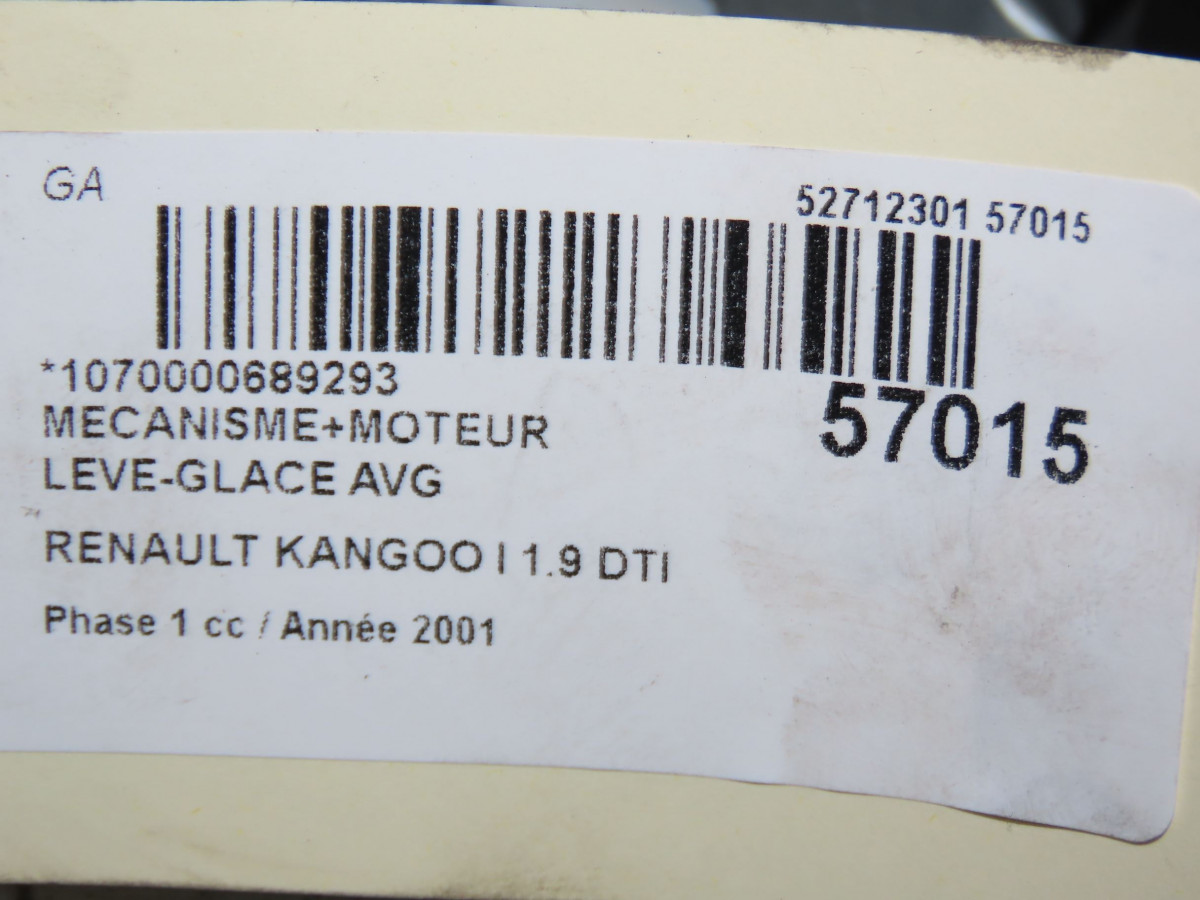 GA
52712301 57015
*1070000689293
57015
MECANISME+MOTEUR
LEVE-GLACE AVG
RENAULT KANGOO I 1.9 DTI
Phase 1 cc / Année 2001